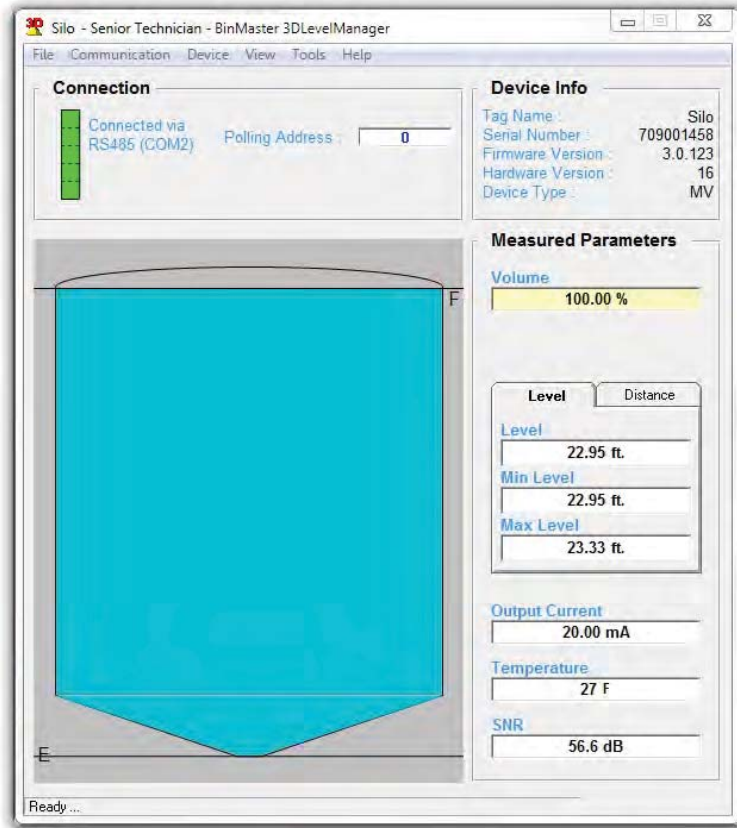 3D Silo - Senior Technician - BinMaster 3DLevelManager
File Communication Device View Tools Help
Connection
Connected via
RS485 (COM2)
Polling Address : 0
Device Info
Tag Name : Silo
Serial Number : 709001458
Firmware Version : 3.0.123
Hardware Version : 16
Device Type : MV
F
E
Measured Parameters
Volume
100.00 %
Level Distance
Level
22.95 ft.
Min Level
22.95 ft.
Max Level
23.33 ft.
Output Current
20.00 mA
Temperature
27 F
SNR
56.6 dB
Ready ...